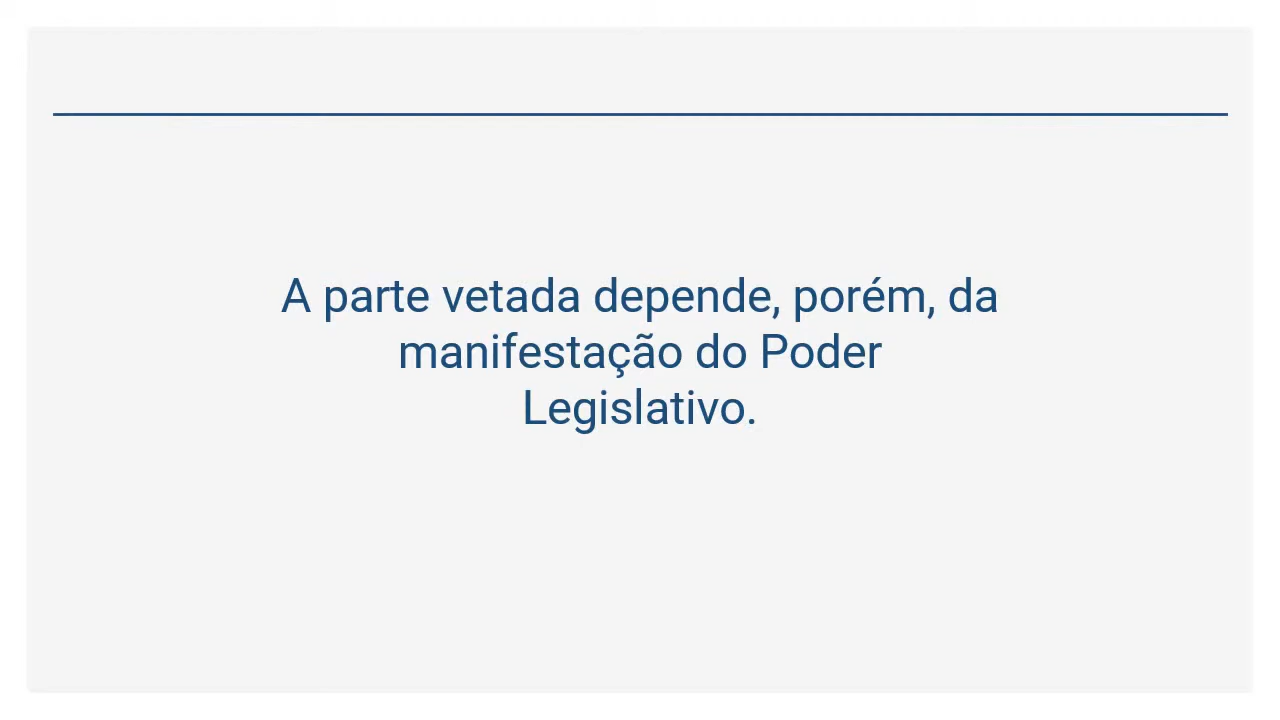 A parte vetada depende, porém, da
manifestação do Poder
Legislativo.